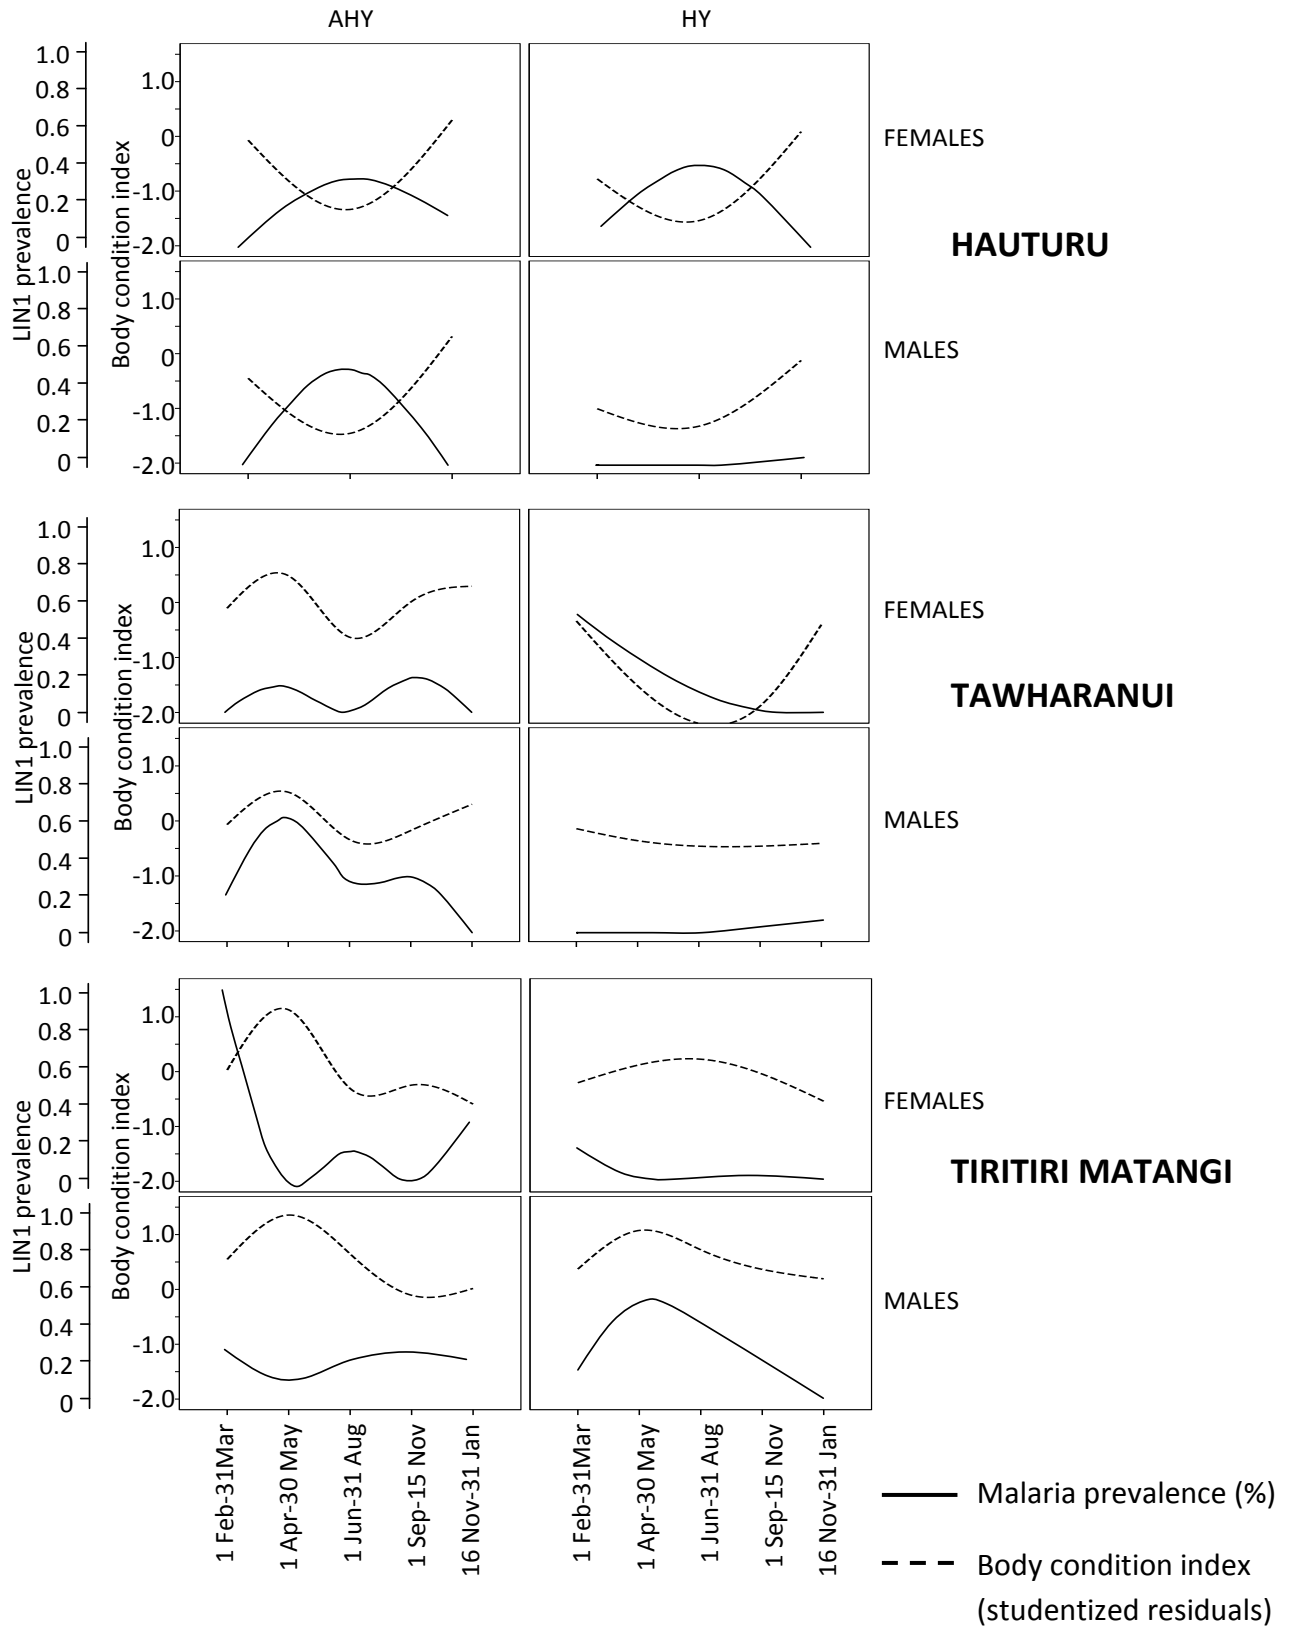 AHY
HY
1.0
0.8
0.6
0.4
0.2
0
1.0
0
-1.0
-2.0
FEMALES
HAUTURU
LIN1 prevalence
Body condition index
1.0
0.8
0.6
0.4
0.2
0
1.0
0
-1.0
-2.0
MALES
1.0
0.8
0.6
0.4
0.2
0
1.0
0
-1.0
-2.0
FEMALES
TAWHARANUI
LIN1 prevalence
Body condition index
1.0
0.8
0.6
0.4
0.2
0
1.0
0
-1.0
-2.0
MALES
1.0
0.8
0.6
0.4
0.2
0
1.0
0
-1.0
-2.0
FEMALES
TIRITIRI MATANGI
LIN1 prevalence
Body condition index
1.0
0.8
0.6
0.4
0.2
0
1.0
0
-1.0
-2.0
MALES
1 Feb-31Mar
1 Apr-30 May
1 Jun-31 Aug
1 Sep-15 Nov
16 Nov-31 Jan
1 Feb-31Mar
1 Apr-30 May
1 Jun-31 Aug
1 Sep-15 Nov
16 Nov-31 Jan
Malaria prevalence (%)
Body condition index
(studentized residuals)